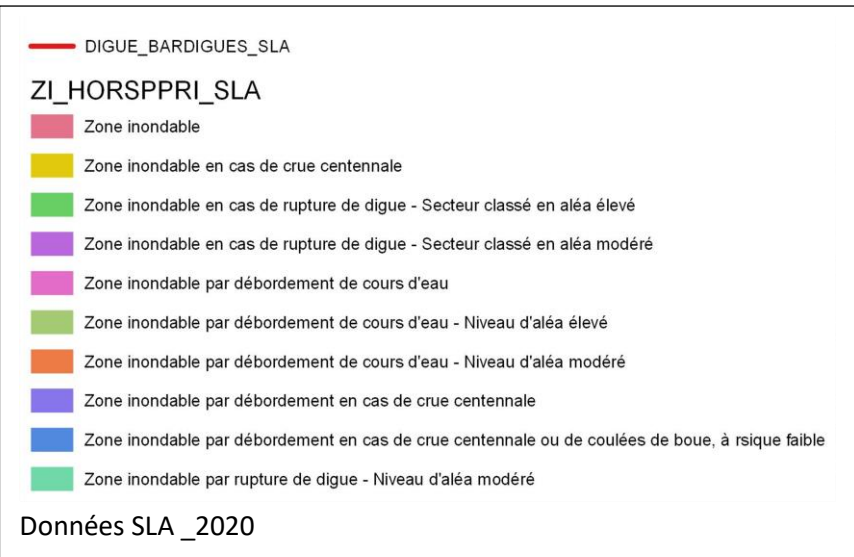 DIGUE_BARDIGUES_SLA
ZI_HORSPPRI_SLA
Zone inondable
Zone inondable en cas de crue centennale
Zone inondable en cas de rupture de digue - Secteur classé en aléa élevé
Zone inondable en cas de rupture de digue - Secteur classé en aléa modéré
Zone inondable par débordement de cours d'eau
Zone inondable par débordement de cours d'eau - Niveau d'aléa élevé
Zone inondable par débordement de cours d'eau - Niveau d'aléa modéré
Zone inondable par débordement en cas de crue centennale
Zone inondable par débordement en cas de crue centennale ou de coulées de boue, à rsique faible
Zone inondable par rupture de digue - Niveau d'aléa modéré
Données SLA _2020